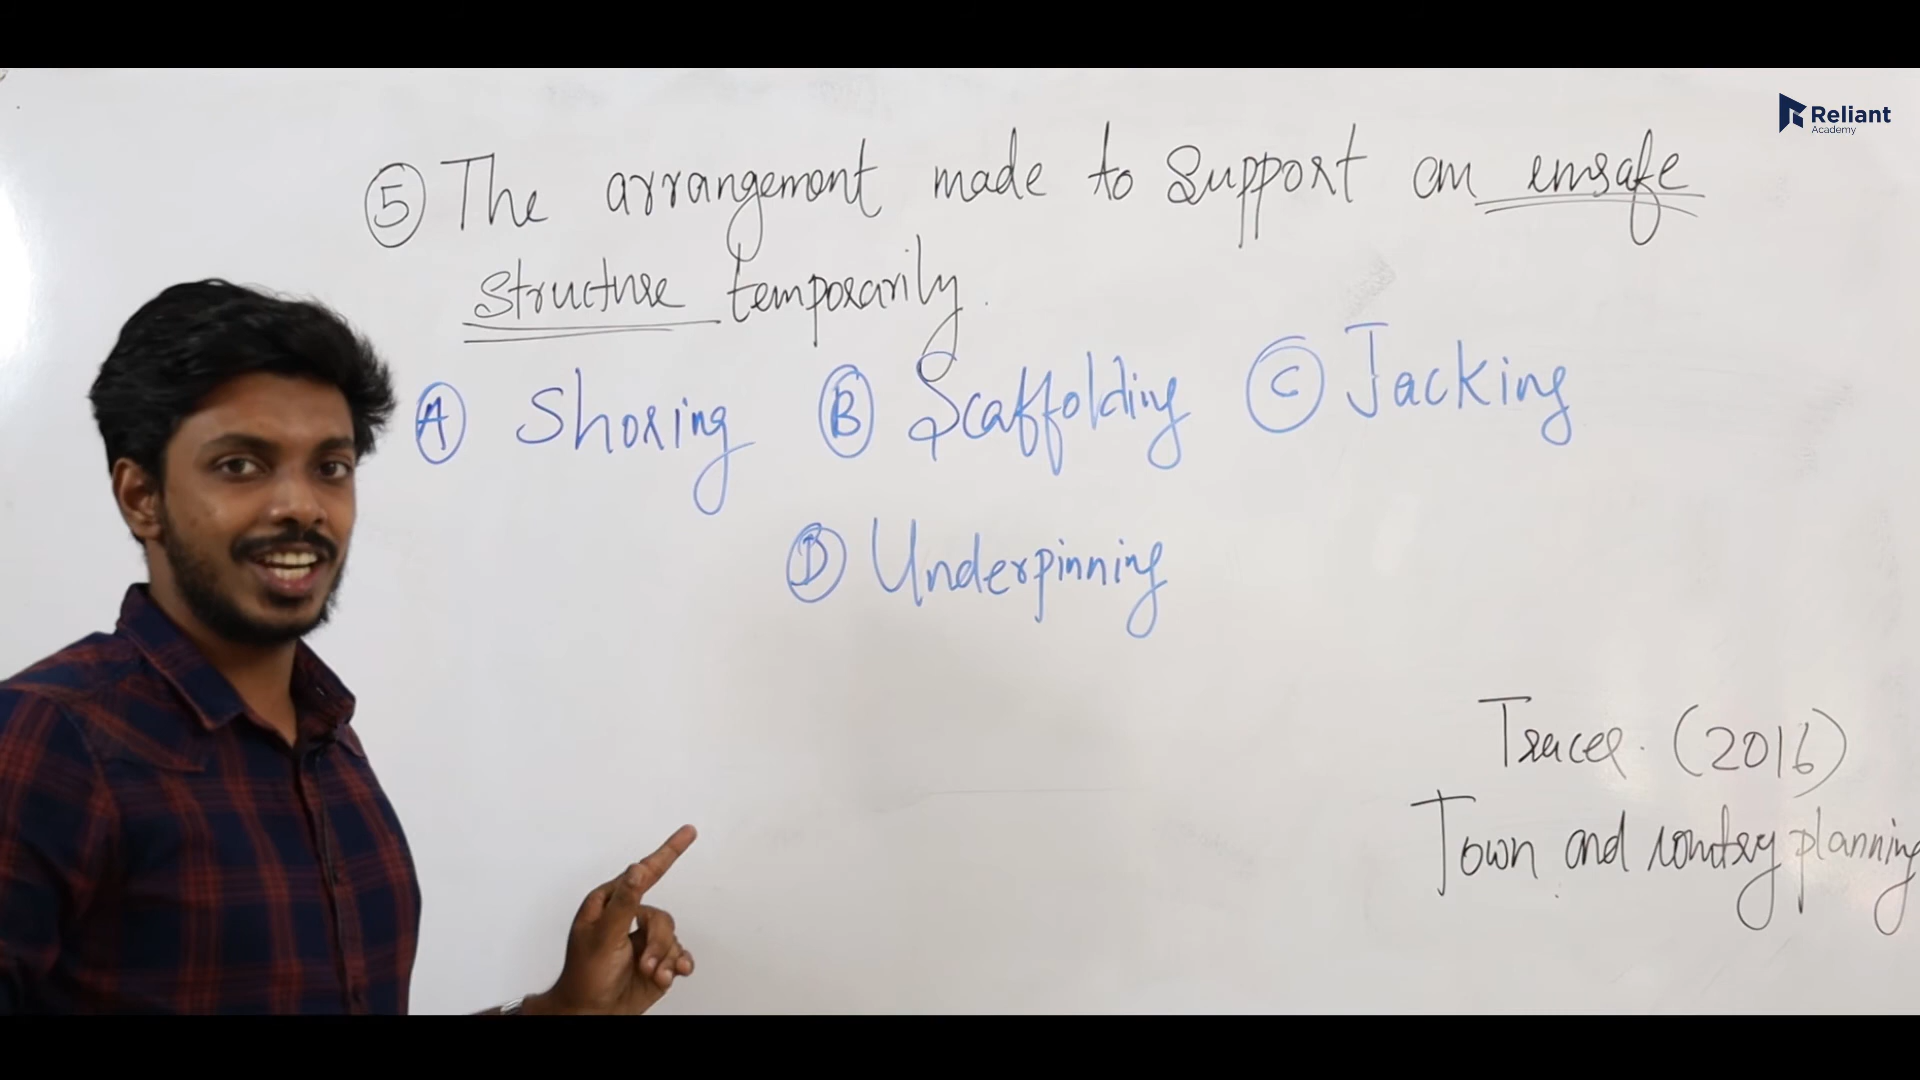 Reliant
Academy
⑤ The arrangement made to support an unsafe
structure temporarily.
Ⓐ Shoring Ⓑ Scaffolding Ⓒ Jacking
Ⓓ Underpinning
Tracer. (2016)
Town and country planning